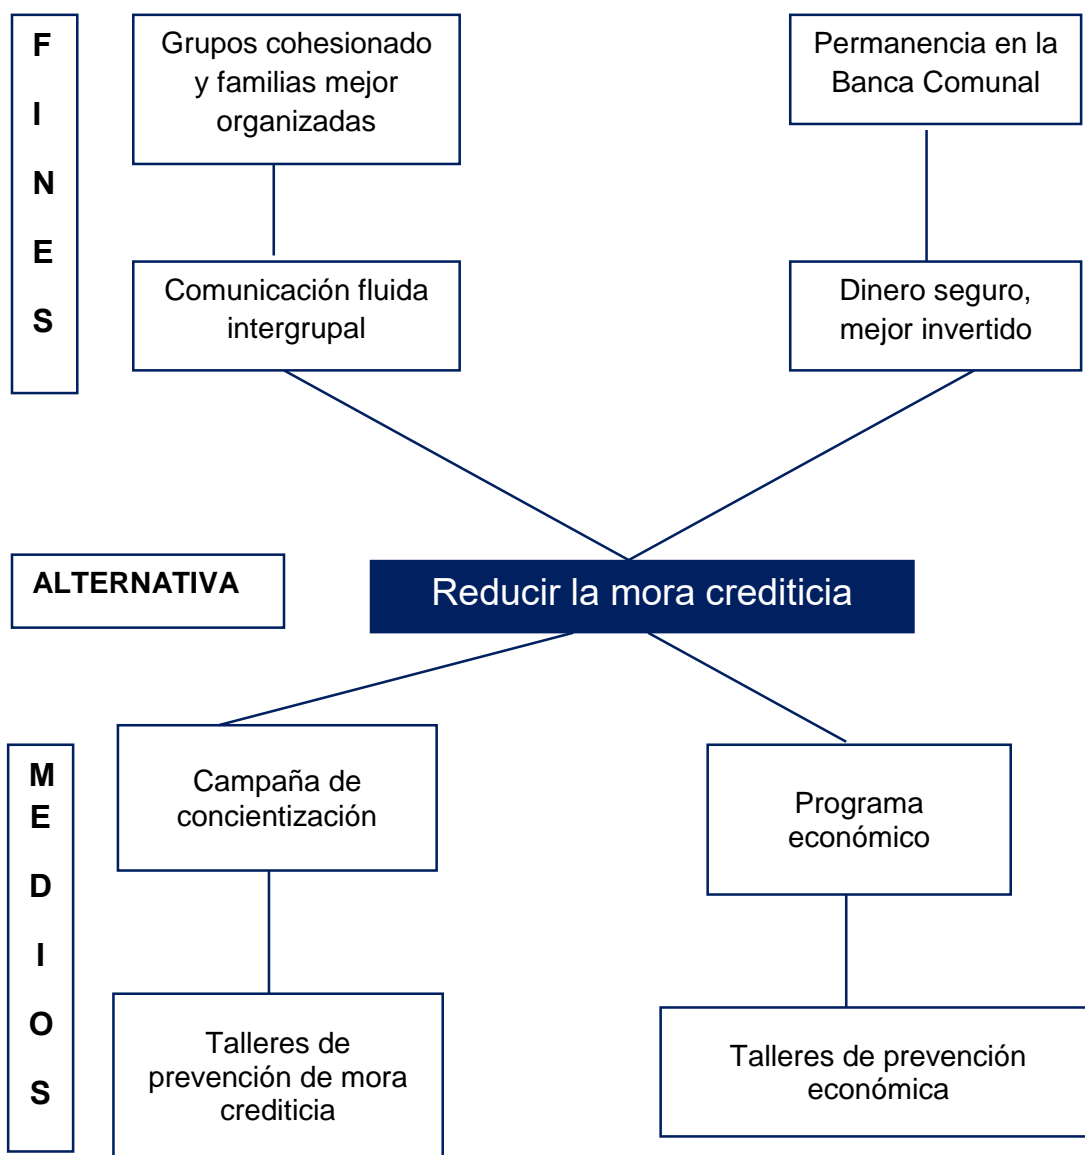 F
I
N
E
S
Grupos cohesionado
y familias mejor
organizadas
Permanencia en la
Banca Comunal
Comunicación fluida
intergrupal
Dinero seguro,
mejor invertido
ALTERNATIVA
Reducir la mora crediticia
M
E
D
I
O
S
Campaña de
concientización
Programa
económico
Talleres de
prevención de mora
crediticia
Talleres de prevención
económica